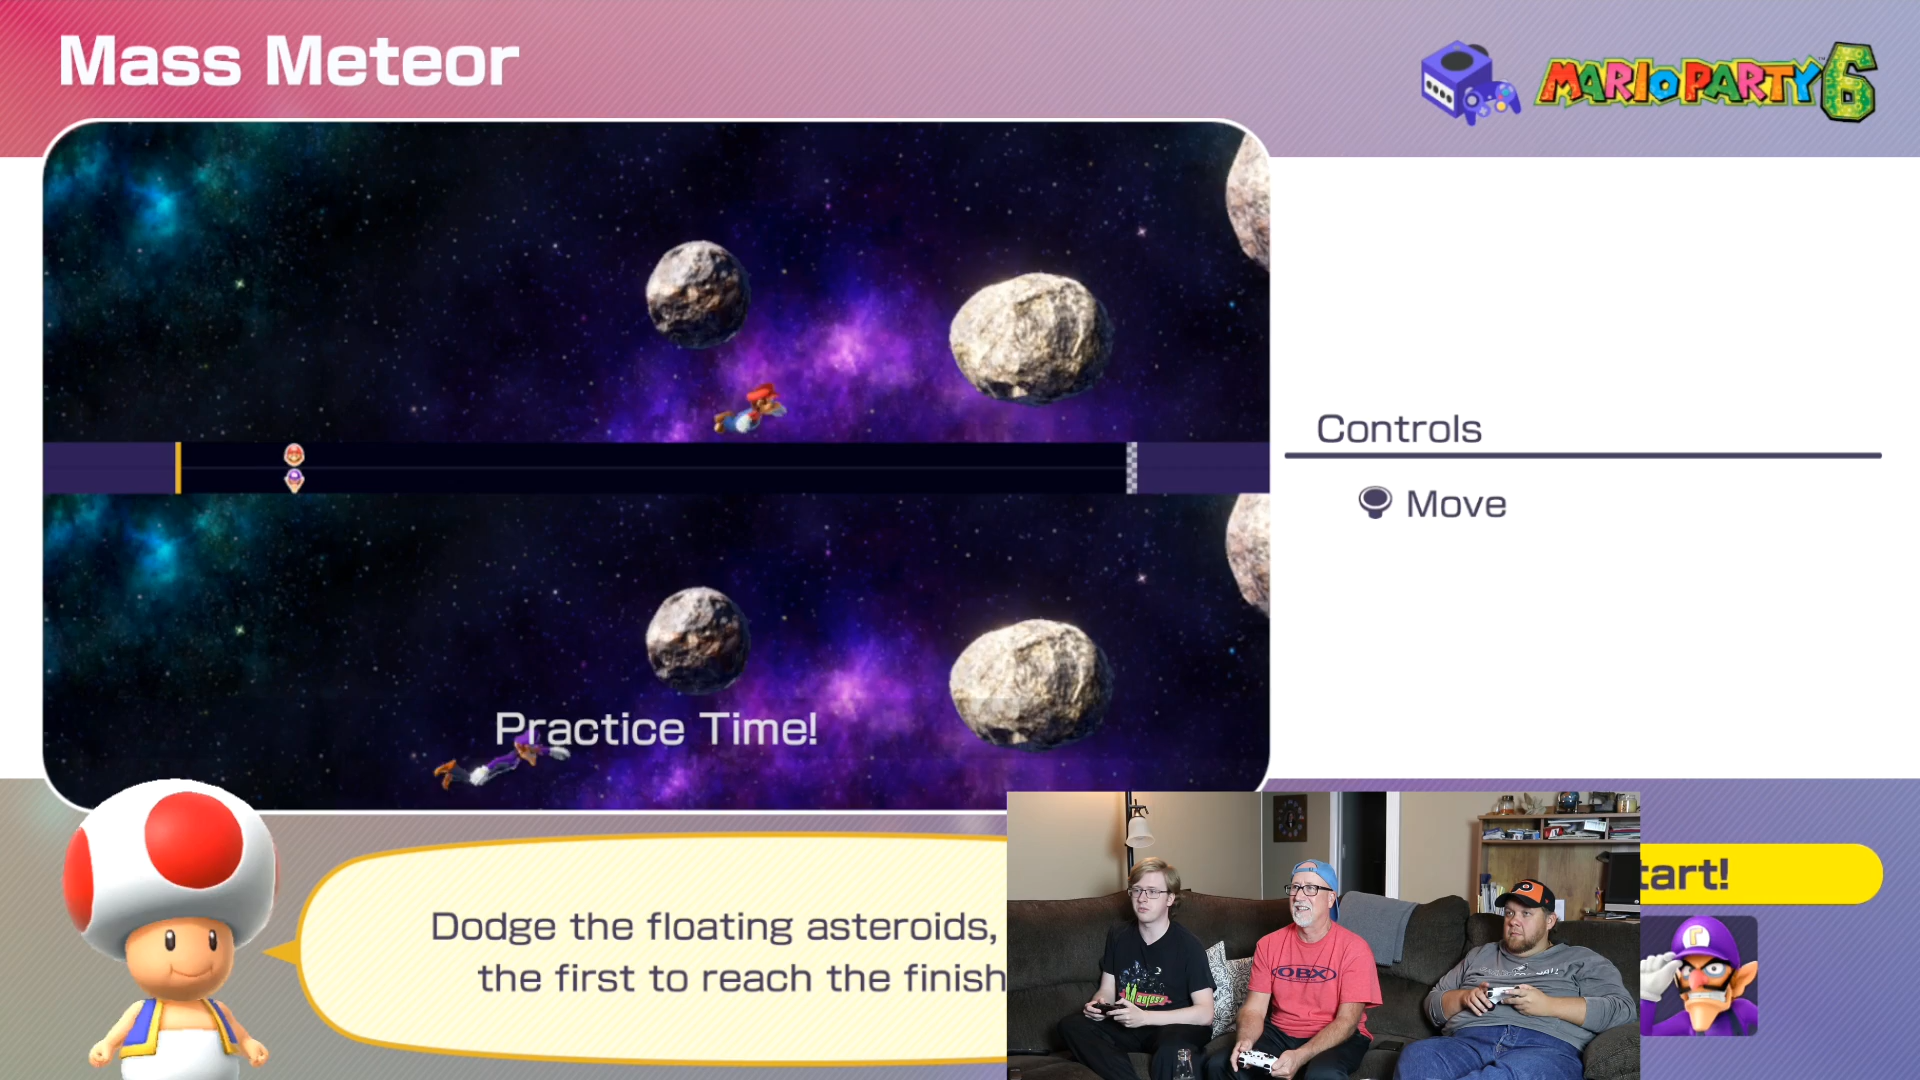 Mass Meteor
MARIO PARTY 6
Controls
Move
Practice Time!
Dodge the floating asteroids,
the first to reach the finish
tart!
OBX